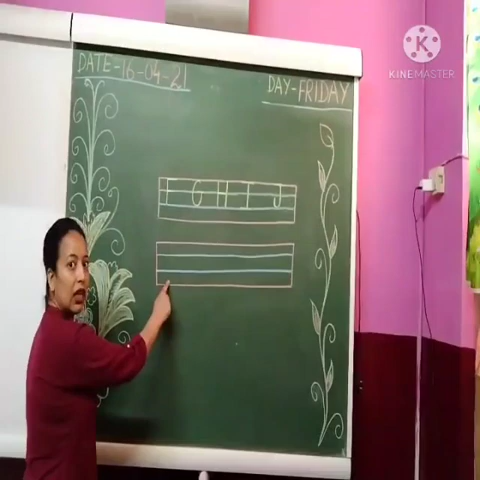 DATE-16-04-21
DAY-FRIDAY
F G H I J
KINEMASTER